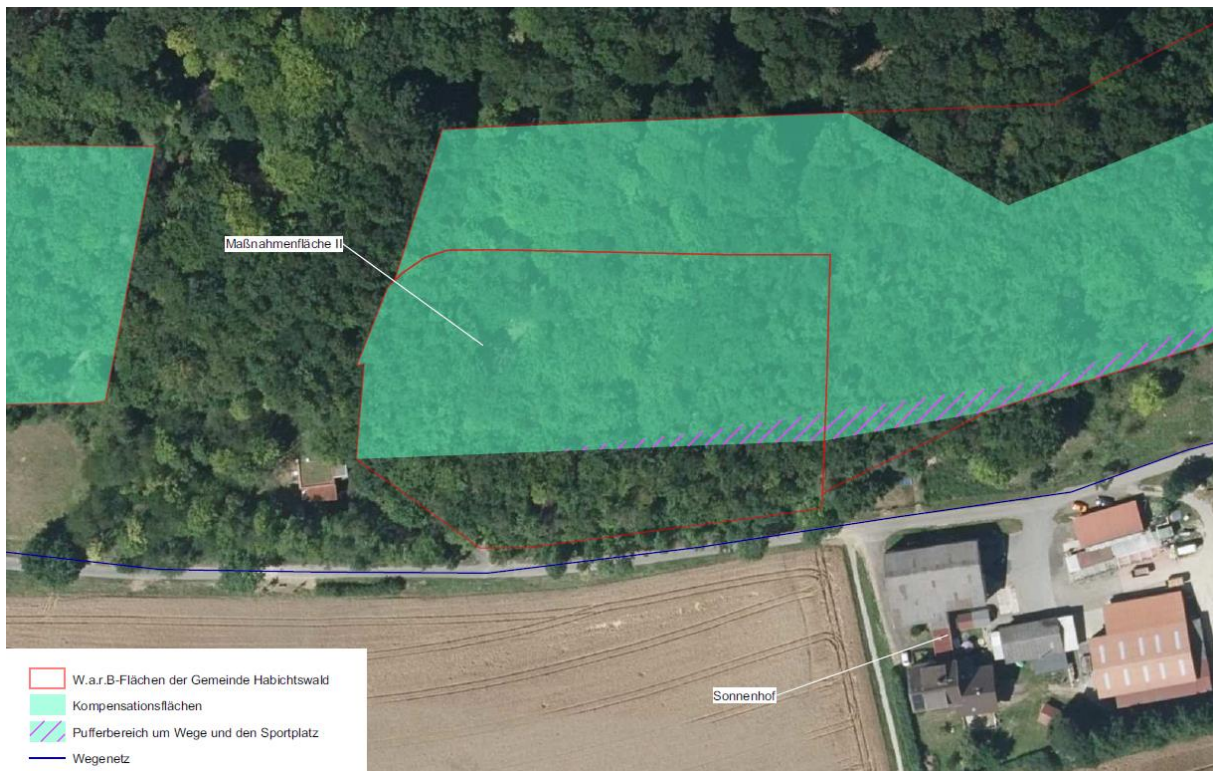 Maßnahmenfläche II
Sonnenhof
W.a.r.B-Flächen der Gemeinde Habichtswald
Kompensationsflächen
Pufferbereich um Wege und den Sportplatz
Wegenetz